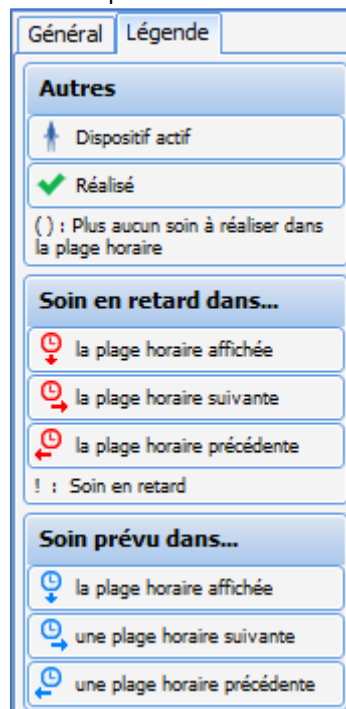 Général Légende
Autres
Dispositif actif
Réalisé
( ) : Plus aucun soin à réaliser dans
la plage horaire
Soin en retard dans...
la plage horaire affichée
la plage horaire suivante
la plage horaire précédente
! : Soin en retard
Soin prévu dans...
la plage horaire affichée
une plage horaire suivante
une plage horaire précédente